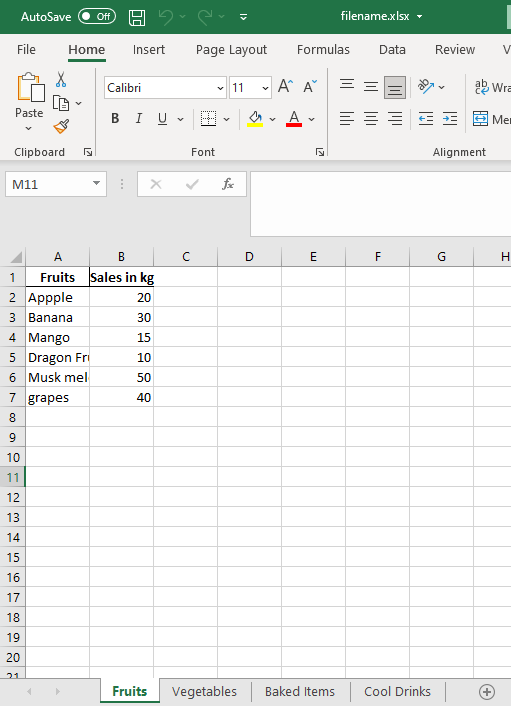 AutoSave Off filename.xlsx
File Home Insert Page Layout Formulas Data Review V
Paste Calibri 11 A A ab Wra
B I U A Mer
Clipboard Font Alignment
M11 fx
A B C D E F G H
1 Fruits Sales in kg
2 Appple 20
3 Banana 30
4 Mango 15
5 Dragon Fru 10
6 Musk mel 50
7 grapes 40
8
9
10
11
12
13
14
15
16
17
18
19
20
21
Fruits Vegetables Baked Items Cool Drinks